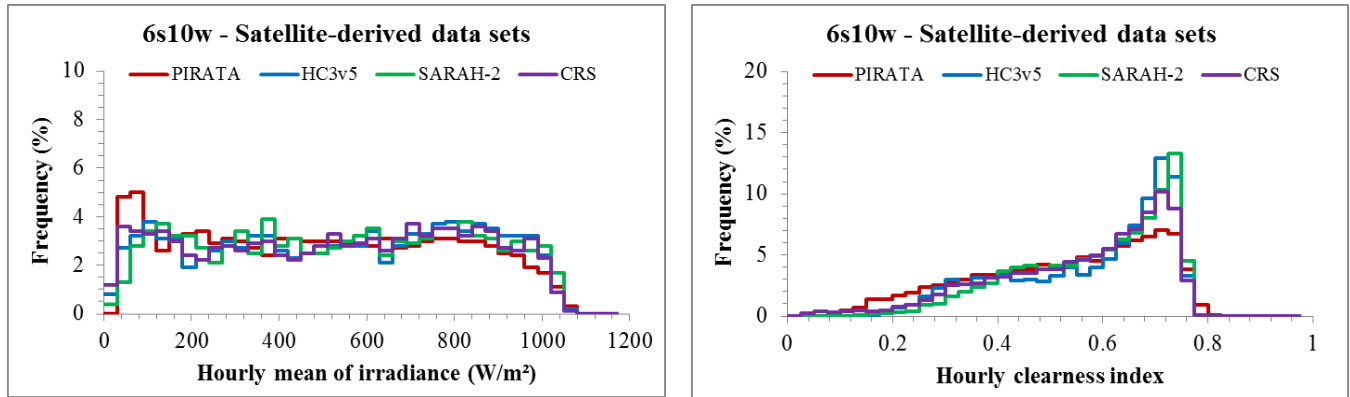 6s10w - Satellite-derived data sets
PIRATA HC3v5 SARAH-2 CRS
Frequency (%)
10
8
6
4
2
0
0 200 400 600 800 1000 1200
Hourly mean of irradiance (W/m²)
6s10w - Satellite-derived data sets
PIRATA HC3v5 SARAH-2 CRS
Frequency (%)
20
15
10
5
0
0 0.2 0.4 0.6 0.8 1
Hourly clearness index